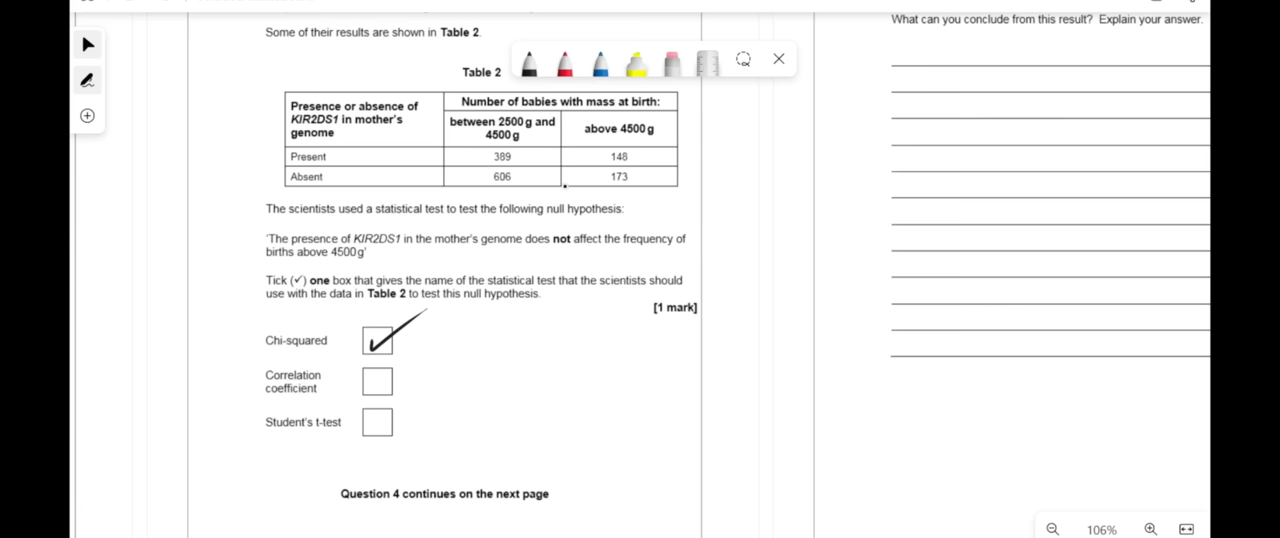 What can you conclude from this result? Explain your answer.
Some of their results are shown in Table 2.
Table 2
Presence or absence of
KIR2DS1 in mother's
genome
Number of babies with mass at birth:
between 2500 g and
4500 g
above 4500 g
Present 389 148
Absent 606 173
The scientists used a statistical test to test the following null hypothesis:
'The presence of KIR2DS1 in the mother's genome does not affect the frequency of
births above 4500 g'
Tick (✓) one box that gives the name of the statistical test that the scientists should
use with the data in Table 2 to test this null hypothesis.
[1 mark]
Chi-squared
Correlation
coefficient
Student's t-test
Question 4 continues on the next page
106%